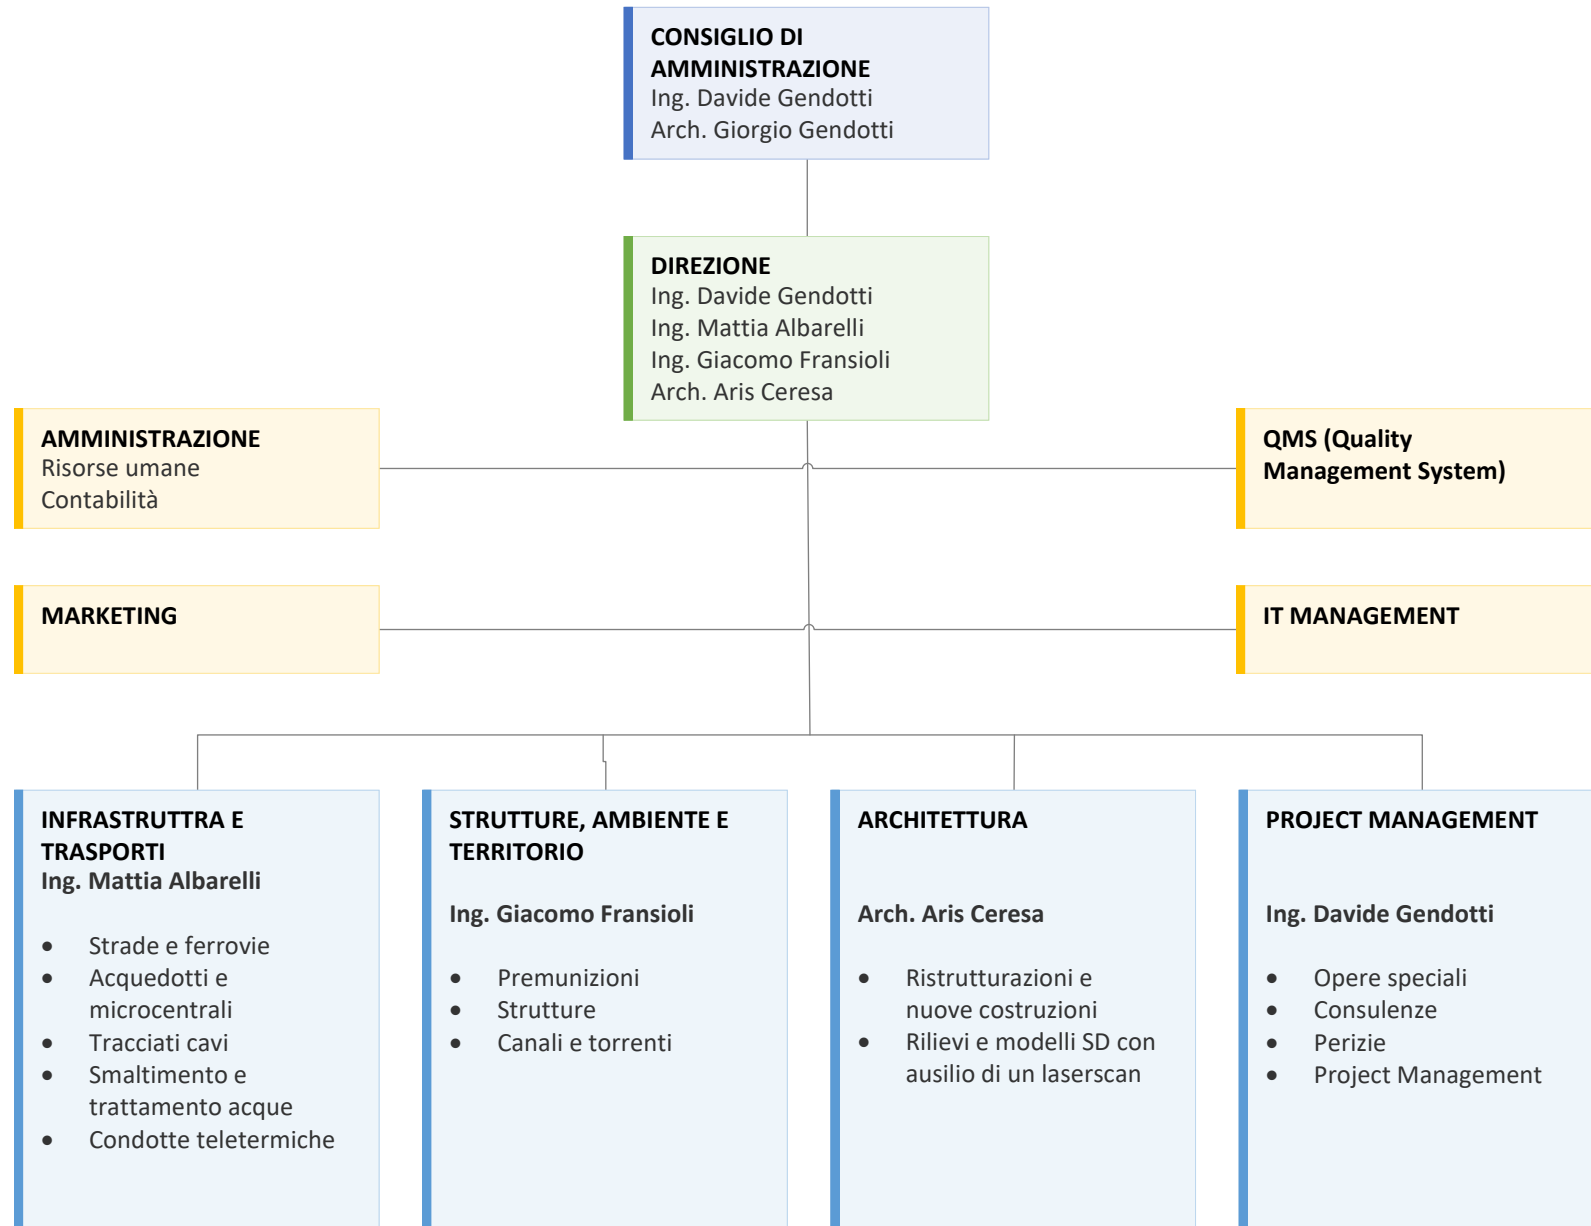 CONSIGLIO DI
AMMINISTRAZIONE
Ing. Davide Gendotti
Arch. Giorgio Gendotti
DIREZIONE
Ing. Davide Gendotti
Ing. Mattia Albarelli
Ing. Giacomo Fransioli
Arch. Aris Ceresa
AMMINISTRAZIONE
Risorse umane
Contabilità
QMS (Quality
Management System)
MARKETING
IT MANAGEMENT
INFRASTRUTTRA E
TRASPORTI
Ing. Mattia Albarelli
• Strade e ferrovie
• Acquedotti e
microcentrali
• Tracciati cavi
• Smaltimento e
trattamento acque
• Condotte teletermiche
STRUTTURE, AMBIENTE E
TERRITORIO
Ing. Giacomo Fransioli
• Premunizioni
• Strutture
• Canali e torrenti
ARCHITETTURA
Arch. Aris Ceresa
• Ristrutturazioni e
nuove costruzioni
• Rilievi e modelli SD con
ausilio di un laserscan
PROJECT MANAGEMENT
Ing. Davide Gendotti
• Opere speciali
• Consulenze
• Perizie
• Project Management